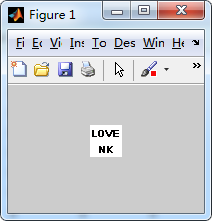 Figure 1
Fi Ec Vi Ins To Des Win He
LOVE
NK